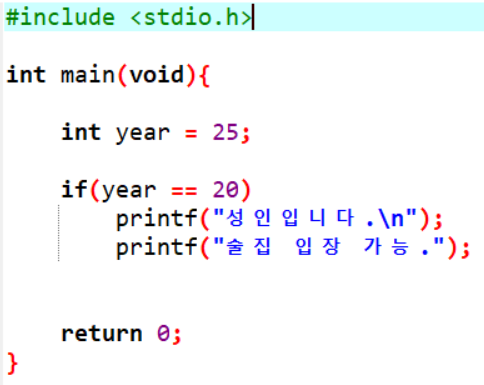 #include <stdio.h>
int main(void){
int year = 25;
if(year == 20)
printf("성인입니다.\n");
printf("술집 입장 가능.");
return 0;
}